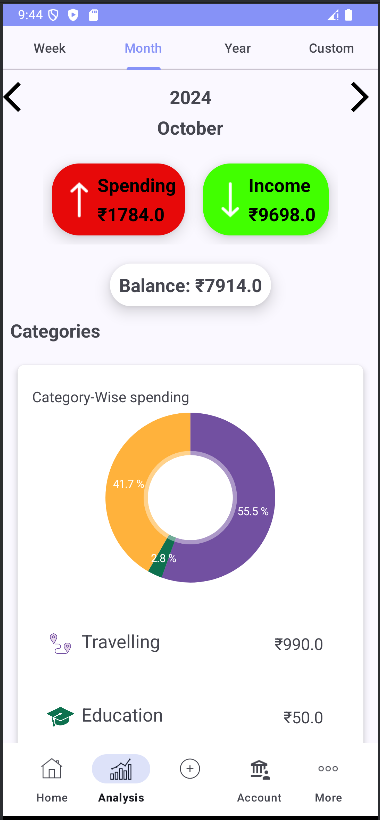 9:44
Week Month Year Custom
2024
October
Spending
₹1784.0
Income
₹9698.0
Balance: ₹7914.0
Categories
Category-Wise spending
41.7 %
55.5 %
2.8 %
Travelling ₹990.0
Education ₹50.0
Home Analysis Account More